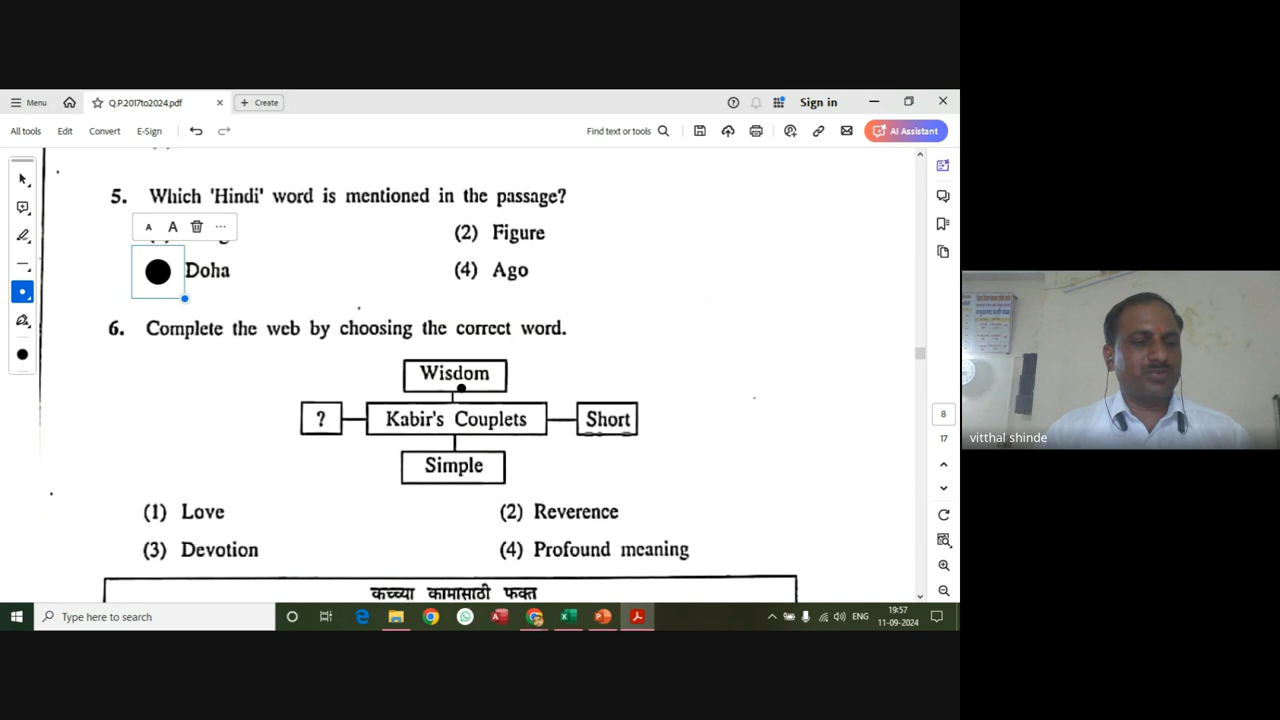 Menu
Q.P.2017to2024.pdf
Create
Sign in
All tools Edit Convert E-Sign
Find text or tools
AI Assistant
5. Which 'Hindi' word is mentioned in the passage?
A A ...
(2) Figure
Doha
(4) Ago
6. Complete the web by choosing the correct word.
Wisdom
? Kabir's Couplets Short
Simple
(1) Love (2) Reverence
(3) Devotion (4) Profound meaning
कच्च्या कामासाठी फक्त
8
17
vitthal shinde
Type here to search
ENG
19:57
11-09-2024